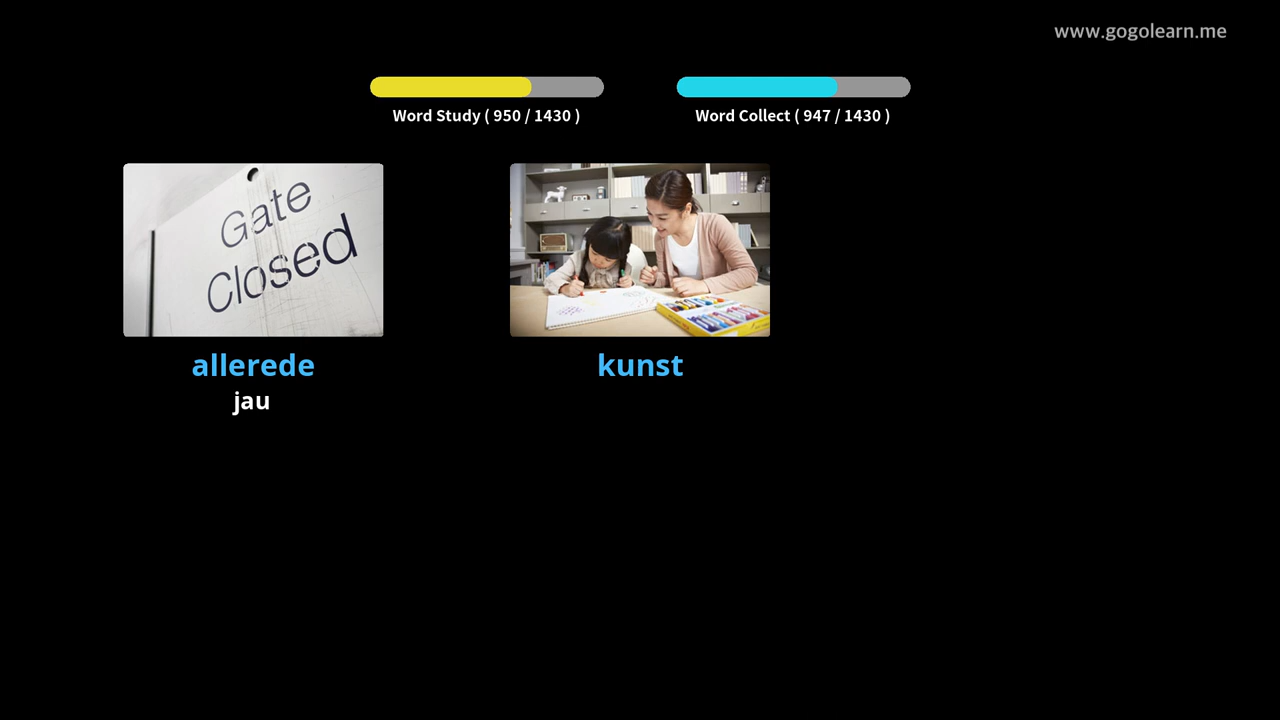 www.gogolearn.me
Word Study ( 950 / 1430 )
Word Collect ( 947 / 1430 )
Gate
Closed
allerede
kunst
jau